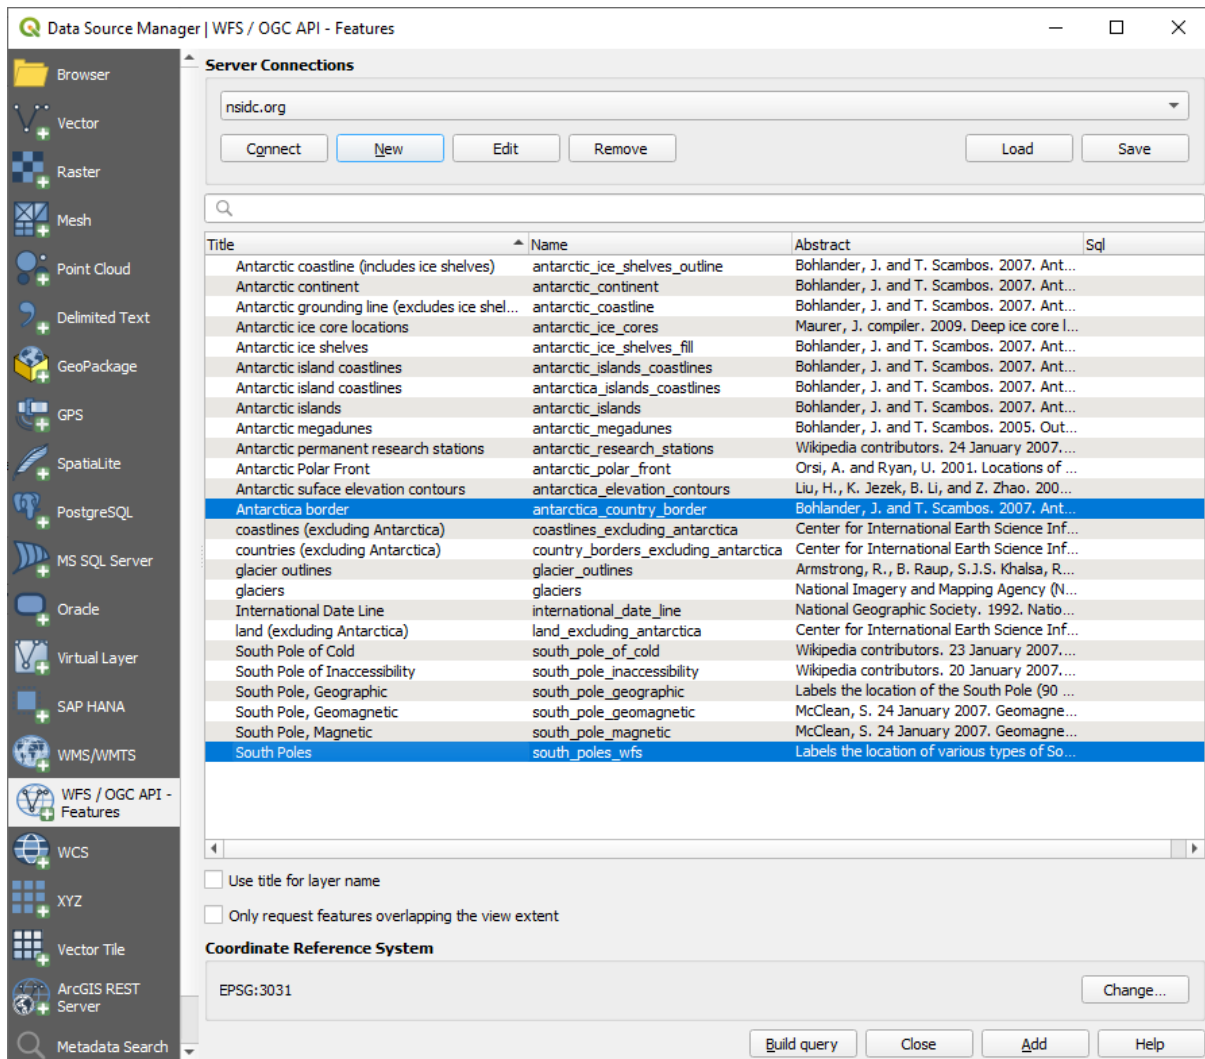 Data Source Manager | WFS / OGC API - Features
Browser
Vector
Raster
Mesh
Point Cloud
Delimited Text
GeoPackage
GPS
SpatiaLite
PostgreSQL
MS SQL Server
Oracle
Virtual Layer
SAP HANA
WMS/WMTS
WFS / OGC API -
Features
WCS
XYZ
Vector Tile
ArcGIS REST
Server
Metadata Search
Server Connections
nsidc.org
Connect New Edit Remove Load Save
Title Name Abstract Sql
Antarctic coastline (includes ice shelves) antarctic_ice_shelves_outline Bohlander, J. and T. Scambos. 2007. Ant...
Antarctic continent antarctic_continent Bohlander, J. and T. Scambos. 2007. Ant...
Antarctic grounding line (excludes ice shel... antarctic_coastline Bohlander, J. and T. Scambos. 2007. Ant...
Antarctic ice core locations antarctic_ice_cores Maurer, J. compiler. 2009. Deep ice core l...
Antarctic ice shelves antarctic_ice_shelves_fill Bohlander, J. and T. Scambos. 2007. Ant...
Antarctic island coastlines antarctic_islands_coastlines Bohlander, J. and T. Scambos. 2007. Ant...
Antarctic island coastlines antarctica_islands_coastlines Bohlander, J. and T. Scambos. 2007. Ant...
Antarctic islands antarctic_islands Bohlander, J. and T. Scambos. 2007. Ant...
Antarctic megadunes antarctic_megadunes Bohlander, J. and T. Scambos. 2005. Out...
Antarctic permanent research stations antarctic_research_stations Wikipedia contributors. 24 January 2007....
Antarctic Polar Front antarctic_polar_front Orsi, A. and Ryan, U. 2001. Locations of ...
Antarctic suface elevation contours antarctica_elevation_contours Liu, H., K. Jezek, B. Li, and Z. Zhao. 200...
Antarctica border antarctica_country_border Bohlander, J. and T. Scambos. 2007. Ant...
coastlines (excluding Antarctica) coastlines_excluding_antarctica Center for International Earth Science Inf...
countries (excluding Antarctica) country_borders_excluding_antarctica Center for International Earth Science Inf...
glacier outlines glacier_outlines Armstrong, R., B. Raup, S.J.S. Khalsa, R...
glaciers glaciers National Imagery and Mapping Agency (N...
International Date Line international_date_line National Geographic Society. 1992. Natio...
land (excluding Antarctica) land_excluding_antarctica Center for International Earth Science Inf...
South Pole of Cold south_pole_of_cold Wikipedia contributors. 23 January 2007....
South Pole of Inaccessibility south_pole_inaccessibility Wikipedia contributors. 20 January 2007....
South Pole, Geographic south_pole_geographic Labels the location of the South Pole (90 ...
South Pole, Geomagnetic south_pole_geomagnetic McClean, S. 24 January 2007. Geomagne...
South Pole, Magnetic south_pole_magnetic McClean, S. 24 January 2007. Geomagne...
South Poles south_poles_wfs Labels the location of various types of So...
Use title for layer name
Only request features overlapping the view extent
Coordinate Reference System
EPSG:3031 Change...
Build query Close Add Help